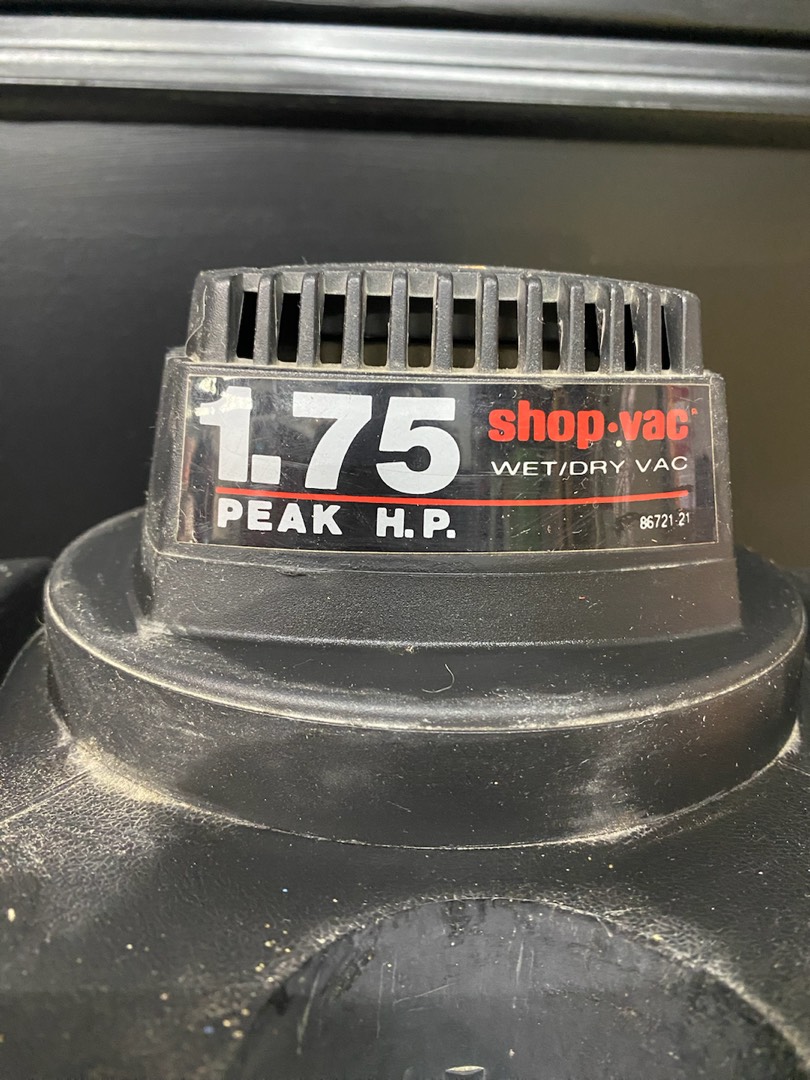 1.75
shop·vac®
WET/DRY VAC
PEAK H.P.
86721-21